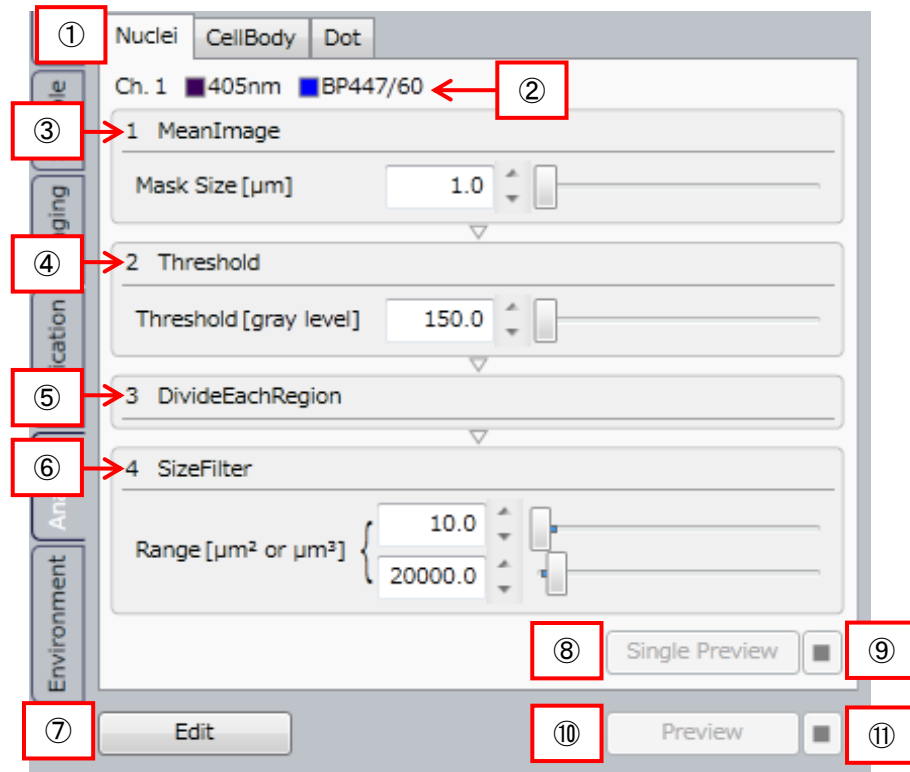 ① Nuclei CellBody Dot
Ch. 1 405nm BP447/60 ②
③ 1 MeanImage
Mask Size [µm] 1.0
④ 2 Threshold
Threshold [gray level] 150.0
⑤ 3 DivideEachRegion
⑥ 4 SizeFilter
Range [µm² or µm³] { 10.0
20000.0
Environment
⑧ Single Preview ⑨
⑦ Edit ⑩ Preview ⑪